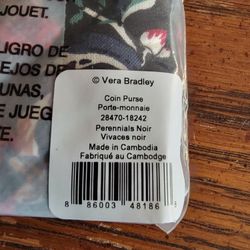 JOUET.
LIGRO DE
EJOS DE
UNAS,
E JUEG
TE.
© Vera Bradley
Coin Purse
Porte-monnaie
28470-18242
Perennials Noir
Vivaces noir
Made in Cambodia
Fabriqué au Cambodge
8 86003 48186 3